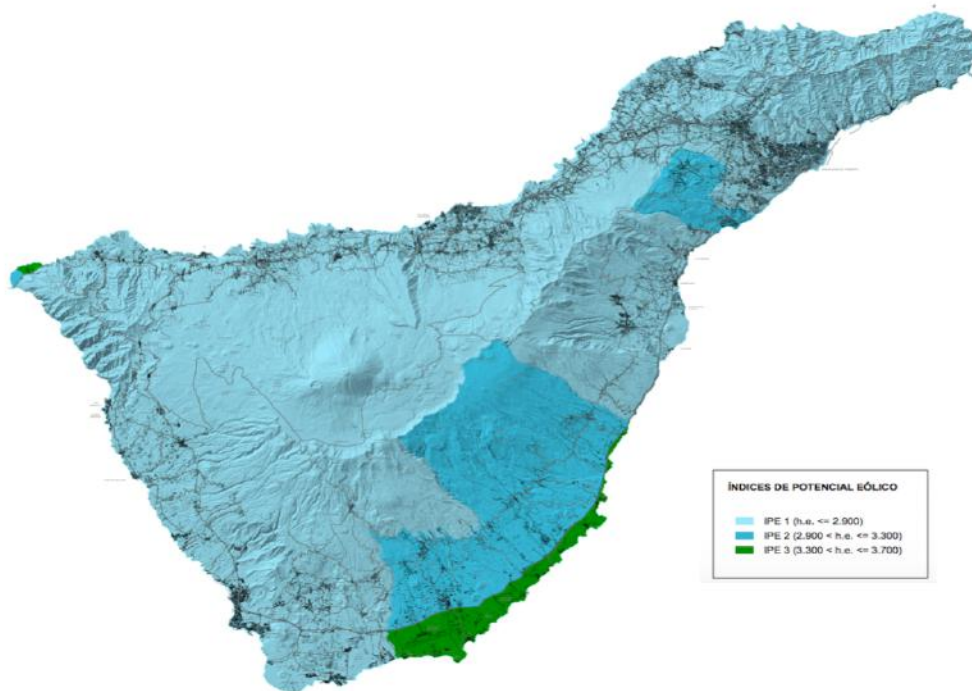 ÍNDICES DE POTENCIAL EÓLICO
IPE 1 (h.e. <= 2.900)
IPE 2 (2.900 < h.e. <= 3.300)
IPE 3 (3.300 < h.e. <= 3.700)